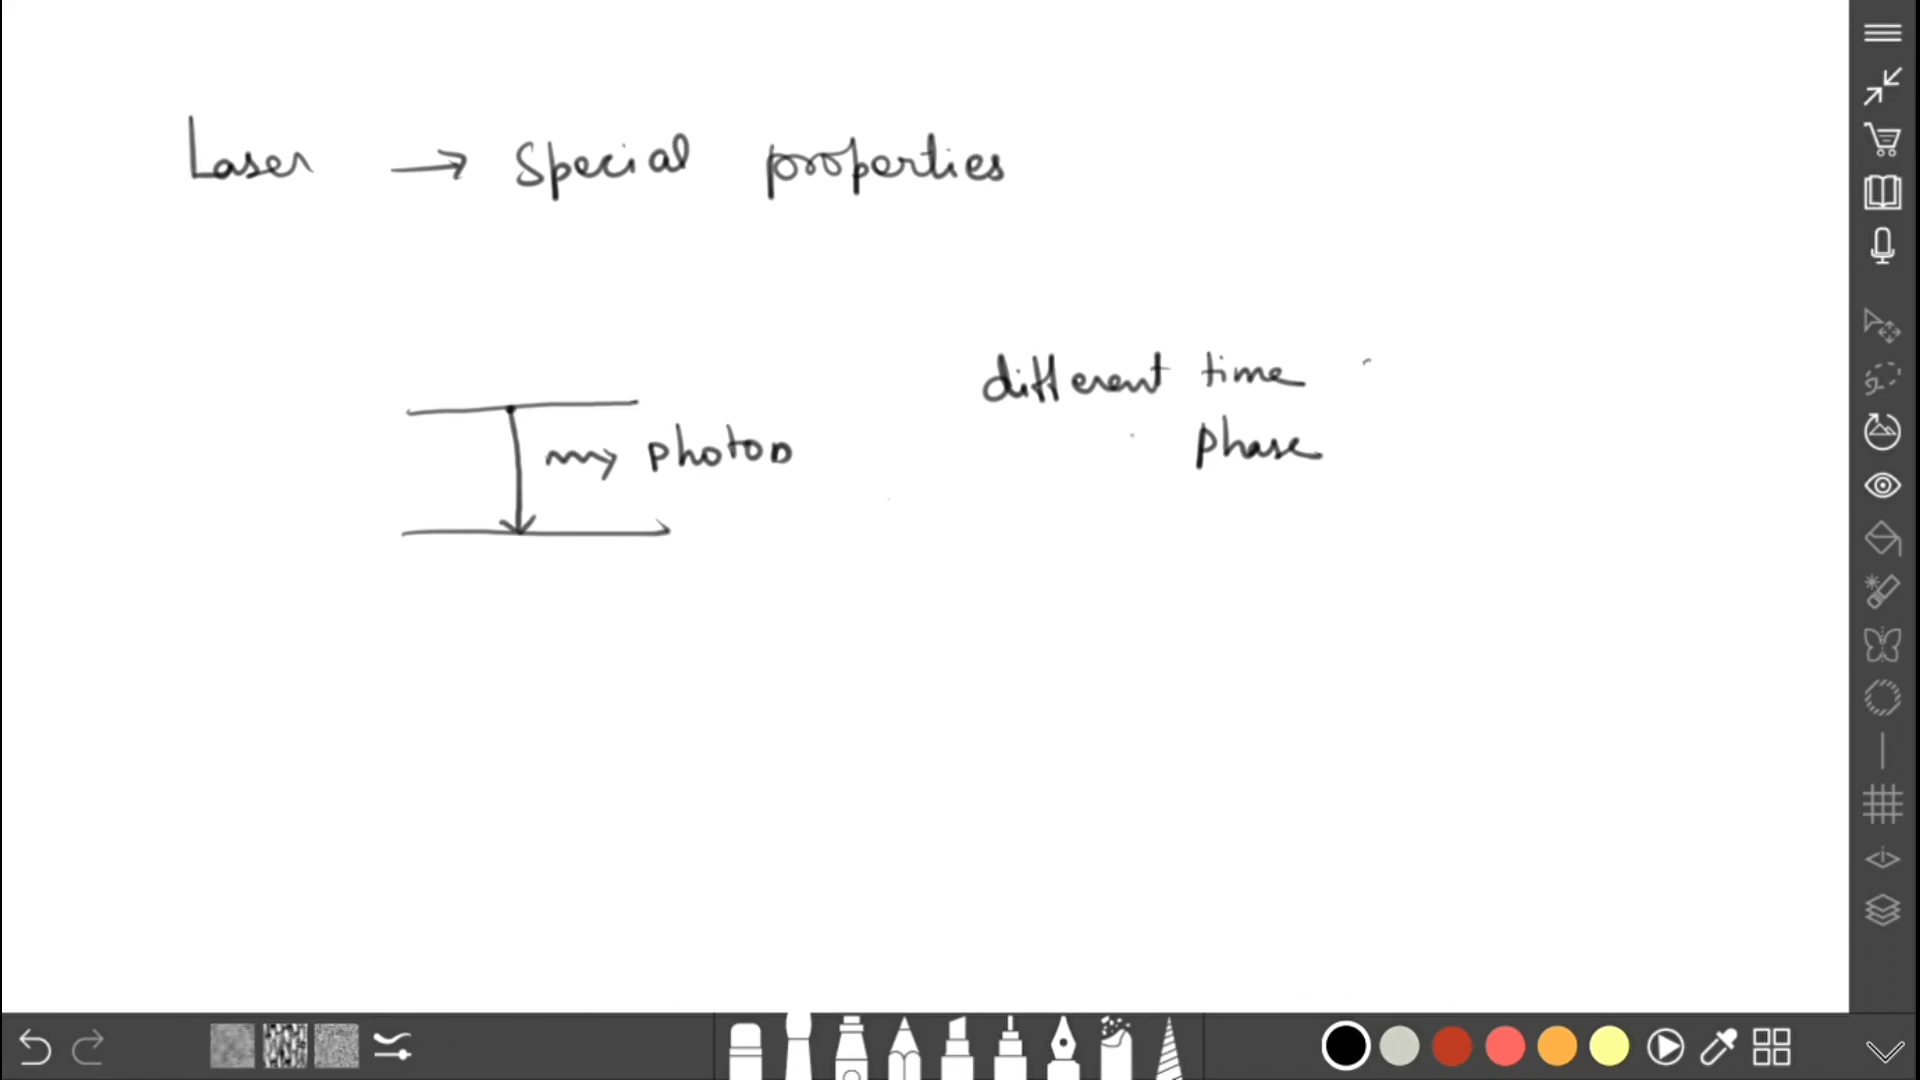 Laser → Special properties
different time
photon
phase